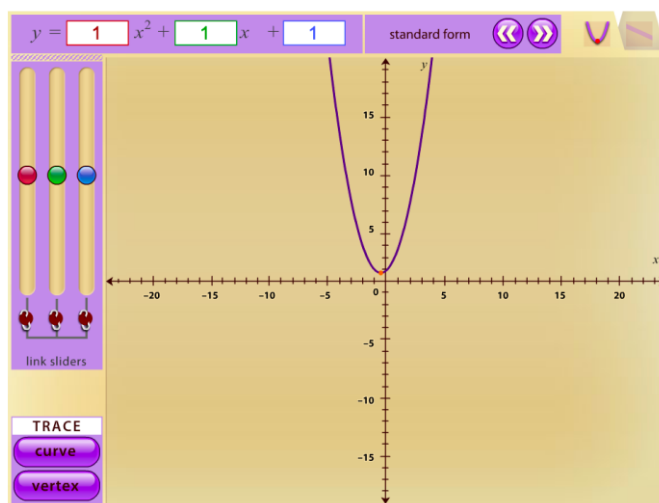 y = 1 x² + 1 x + 1
standard form
y
15
10
5
x
-20 -15 -10 -5 0 5 10 15 20
-5
-10
-15
link sliders
TRACE
curve
vertex